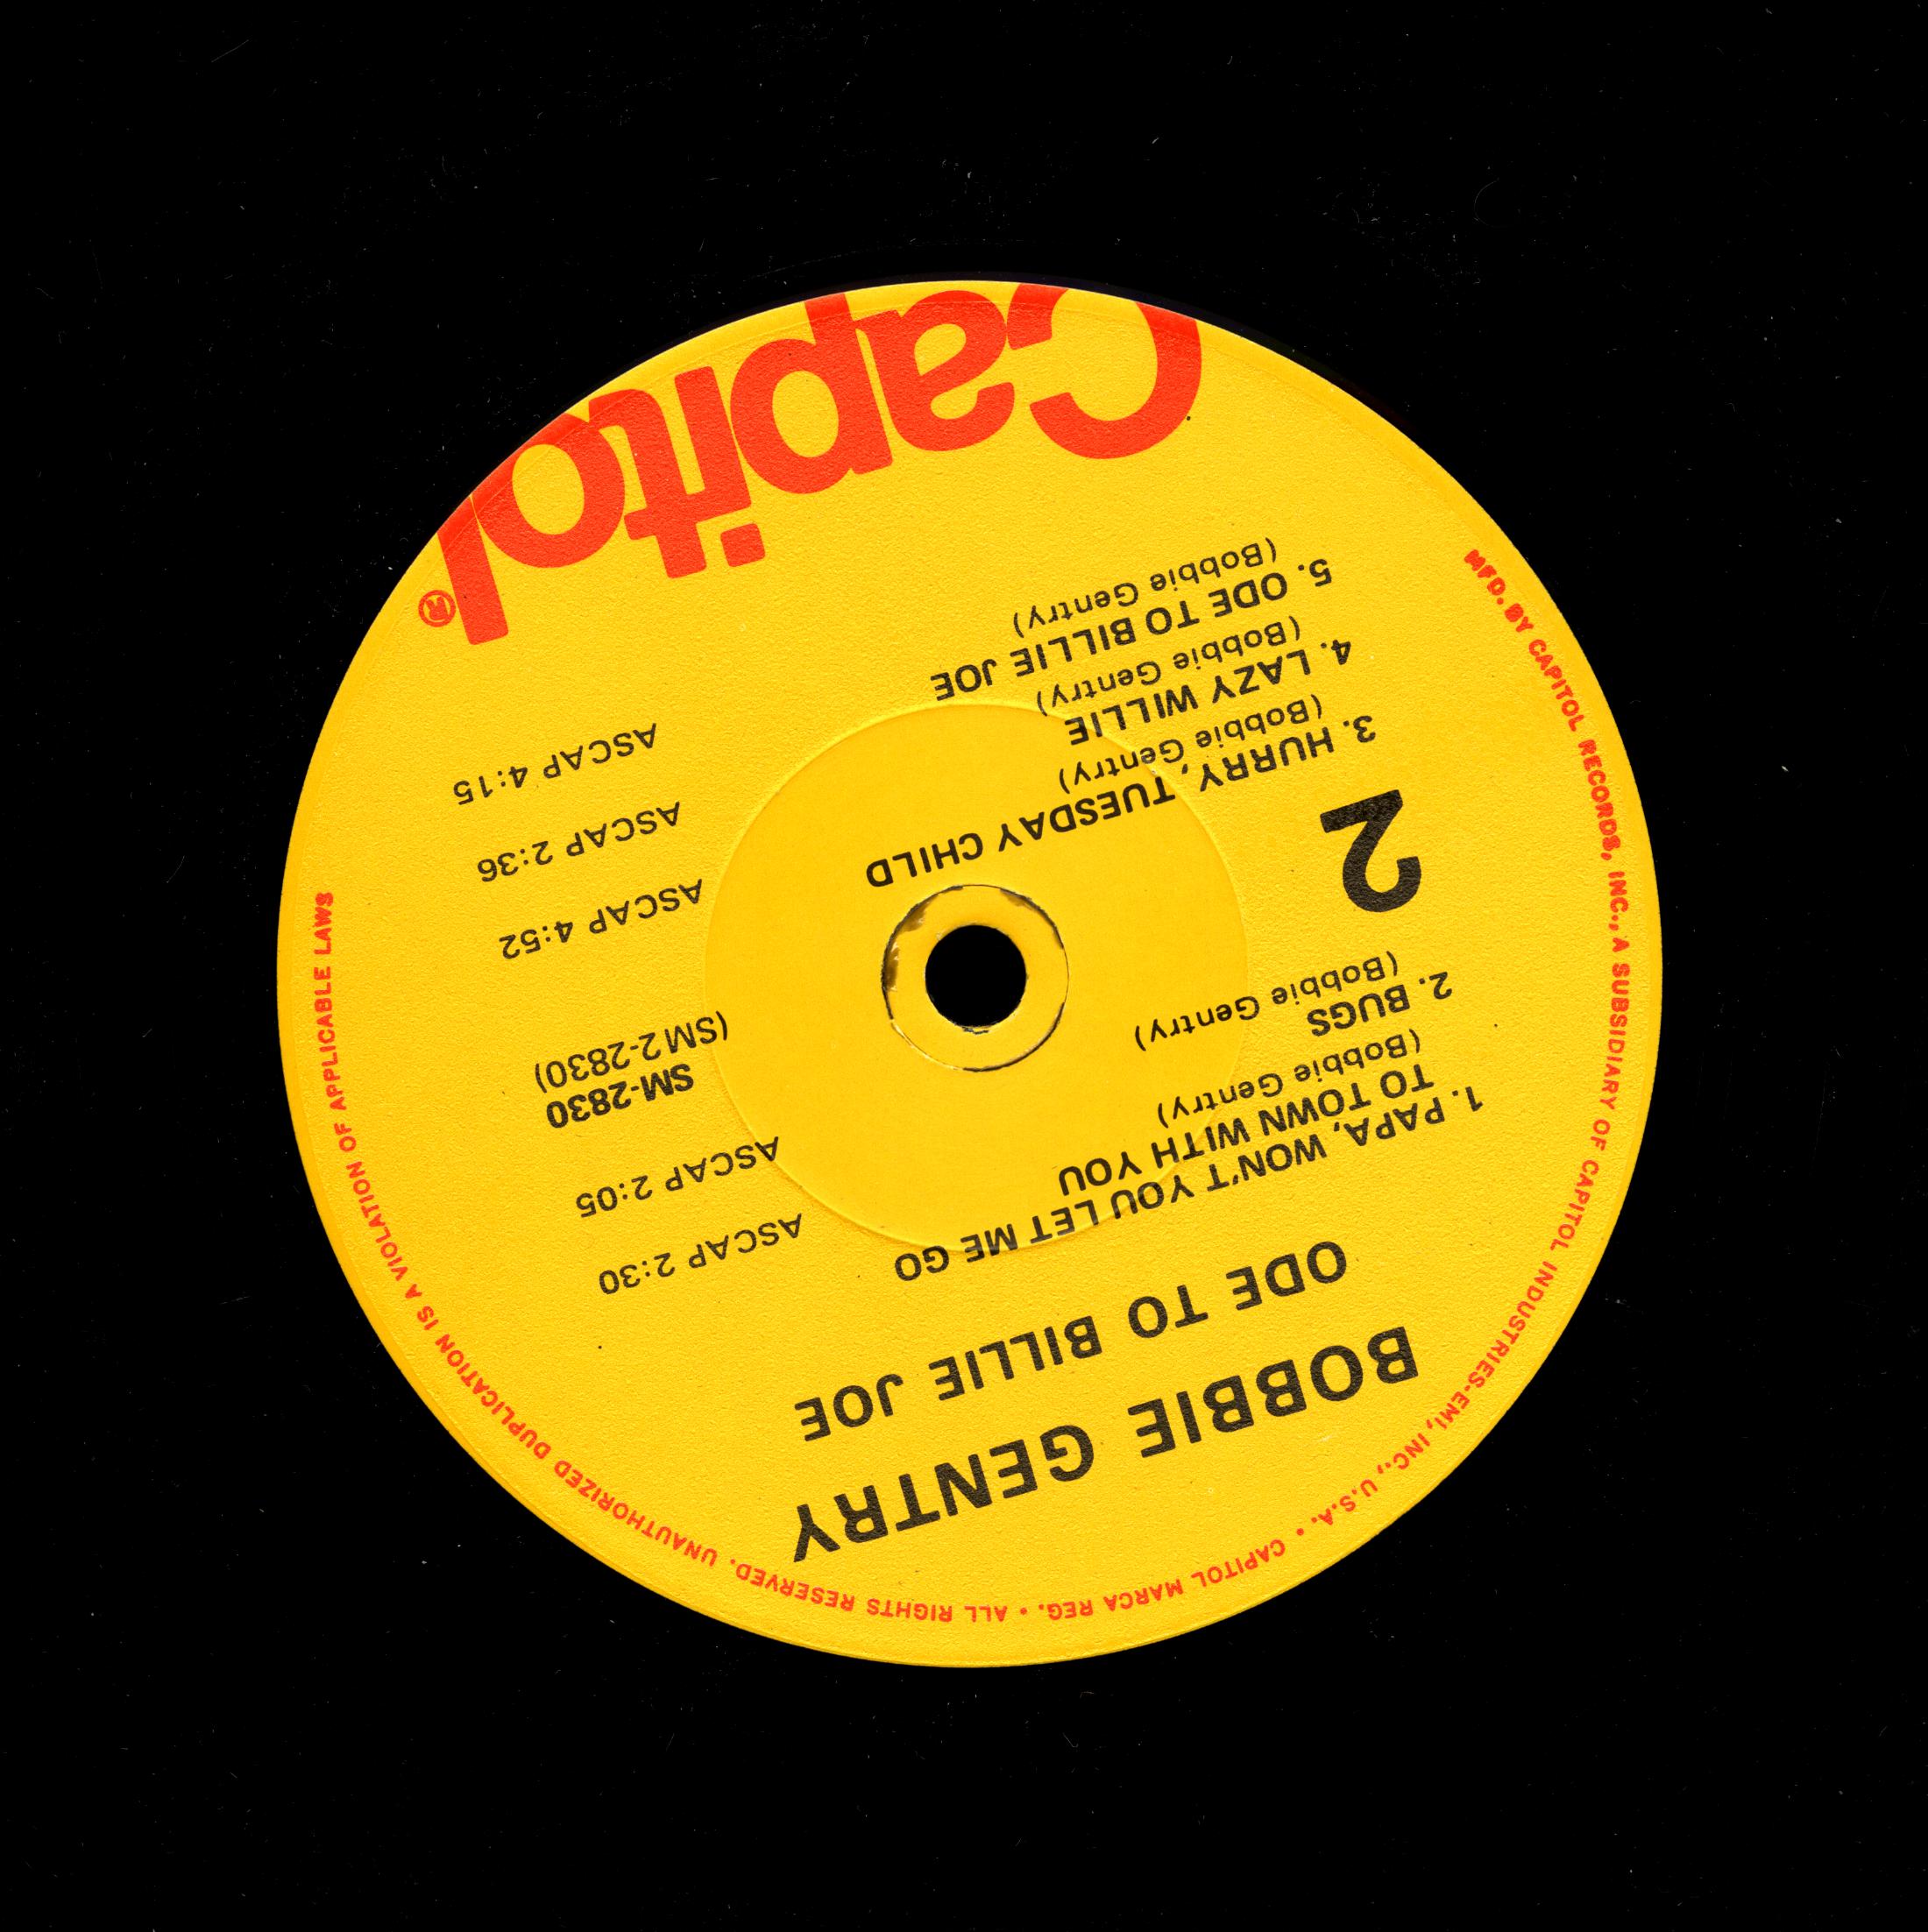 BOBBIE GENTRY
ODE TO BILLIE JOE
1. PAPA, WON'T YOU LET ME GO
TO TOWN WITH YOU
(Bobbie Gentry) ASCAP 2:30
2. BUGS
(Bobbie Gentry) ASCAP 2:05
2
SM-2830
(SM2-2830)
3. HURRY, TUESDAY CHILD
(Bobbie Gentry) ASCAP 4:52
4. LAZY WILLIE
(Bobbie Gentry) ASCAP 2:36
5. ODE TO BILLIE JOE
(Bobbie Gentry) ASCAP 4:15
Capitol®
MFD. BY CAPITOL RECORDS, INC., A SUBSIDIARY OF CAPITOL INDUSTRIES-EMI, INC., U.S.A. • CAPITOL MARCA REG. • ALL RIGHTS RESERVED. UNAUTHORIZED DUPLICATION IS A VIOLATION OF APPLICABLE LAWS